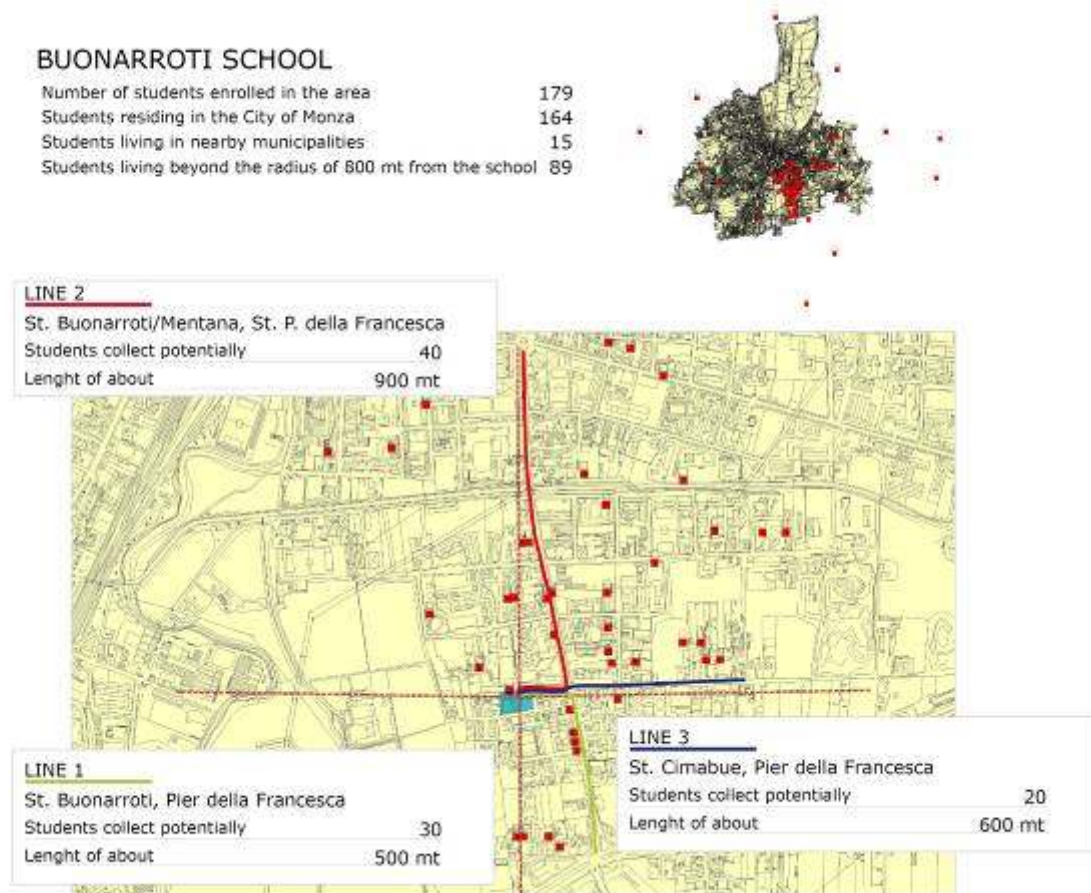 BUONARROTI SCHOOL
Number of students enrolled in the area 179
Students residing in the City of Monza 164
Students living in nearby municipalities 15
Students living beyond the radius of 800 mt from the school 89
LINE 2
St. Buonarroti/Mentana, St. P. della Francesca
Students collect potentially 40
Lenght of about 900 mt
LINE 1
St. Buonarroti, Pier della Francesca
Students collect potentially 30
Lenght of about 500 mt
LINE 3
St. Cimabue, Pier della Francesca
Students collect potentially 20
Lenght of about 600 mt